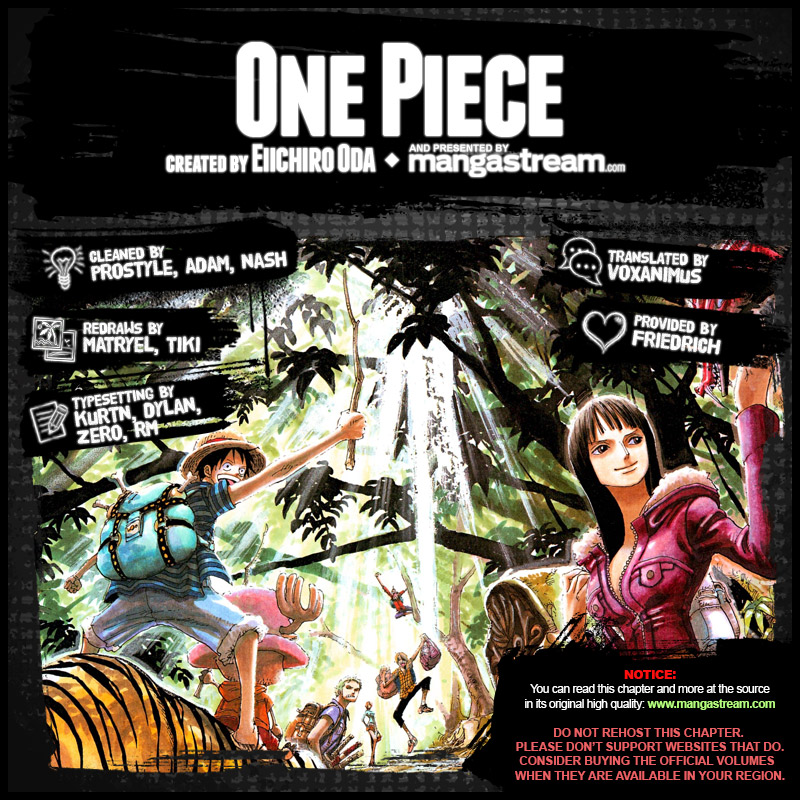 ONE PIECE
CREATED BY EIICHIRO ODA ◆ AND PRESENTED BY mangastream.com
CLEANED BY
PROSTYLE, ADAM, NASH
REDRAWS BY
MATRYEL, TIKI
TYPESETTING BY
KURTN, DYLAN,
ZERO, RM
TRANSLATED BY
VOXANIMUS
PROVIDED BY
FRIEDRICH
NOTICE:
You can read this chapter and more at the source
in its original high quality: www.mangastream.com
DO NOT REHOST THIS CHAPTER.
PLEASE DON'T SUPPORT WEBSITES THAT DO.
CONSIDER BUYING THE OFFICIAL VOLUMES
WHEN THEY ARE AVAILABLE IN YOUR REGION.